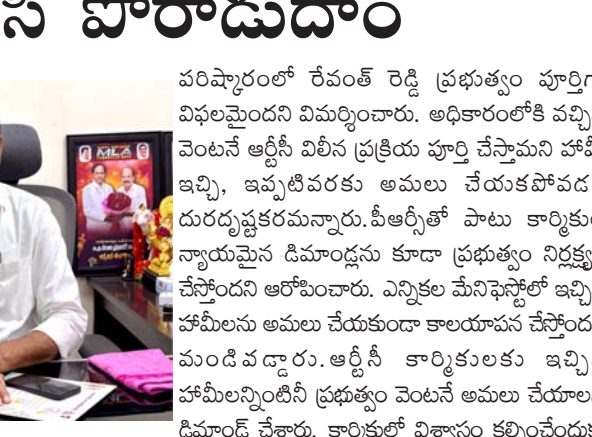 సి పోరాడుదాం
పరిష్కారంలో రేవంత్ రెడ్డి ప్రభుత్వం పూర్తిగ
విఫలమైందని విమర్శించారు. అధికారంలోకి వచ్చి
వెంటనే ఆర్టీసీ విలీన ప్రక్రియ పూర్తి చేస్తామని హామీ
ఇచ్చి, ఇప్పటివరకు అమలు చేయకపోవడ
దురదృష్టకరమన్నారు.పీఆర్సీతో పాటు కార్మికుల
న్యాయమైన డిమాండ్లను కూడా ప్రభుత్వం నిర్లక్ష్య
చేస్తోందని ఆరోపించారు. ఎన్నికల మేనిఫెస్టోలో ఇచ్చి
హామీలను అమలు చేయకుండా కాలయాపన చేస్తోంద
మండివడ్డారు.ఆర్టీసీ కార్మికులకు ఇచ్చి
హామీలన్నింటినీ ప్రభుత్వం వెంటనే అమలు చేయాల
డిమాండ్ చేశారు. కార్మికుల్లో విశ్వాసం కల్పించేందుక
MLA